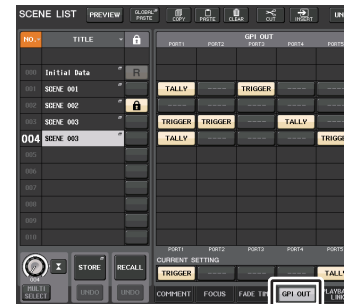 SCENE LIST PREVIEW GLOBAL PASTE COPY PASTE CLEAR CUT INSERT UN
NO. TITLE GPI OUT
PORT1 PORT2 PORT3 PORT4 PORT5
000 Initial Data R
001 SCENE 001 TALLY ---- TRIGGER ---- ----
002 SCENE 002 ---- ---- ---- ---- ----
003 SCENE 003 TRIGGER TRIGGER ---- TALLY ----
004 SCENE 003 TALLY ---- ---- ---- TRIGGE
005
006
007
008
009
010
PORT1 PORT2 PORT3 PORT4 PORT5
CURRENT SETTING
STORE RECALL TRIGGER ---- ---- ---- TALL
004
MULTI SELECT UNDO UNDO COMMENT FOCUS FADE TIM GPI OUT PLAYBA LINK